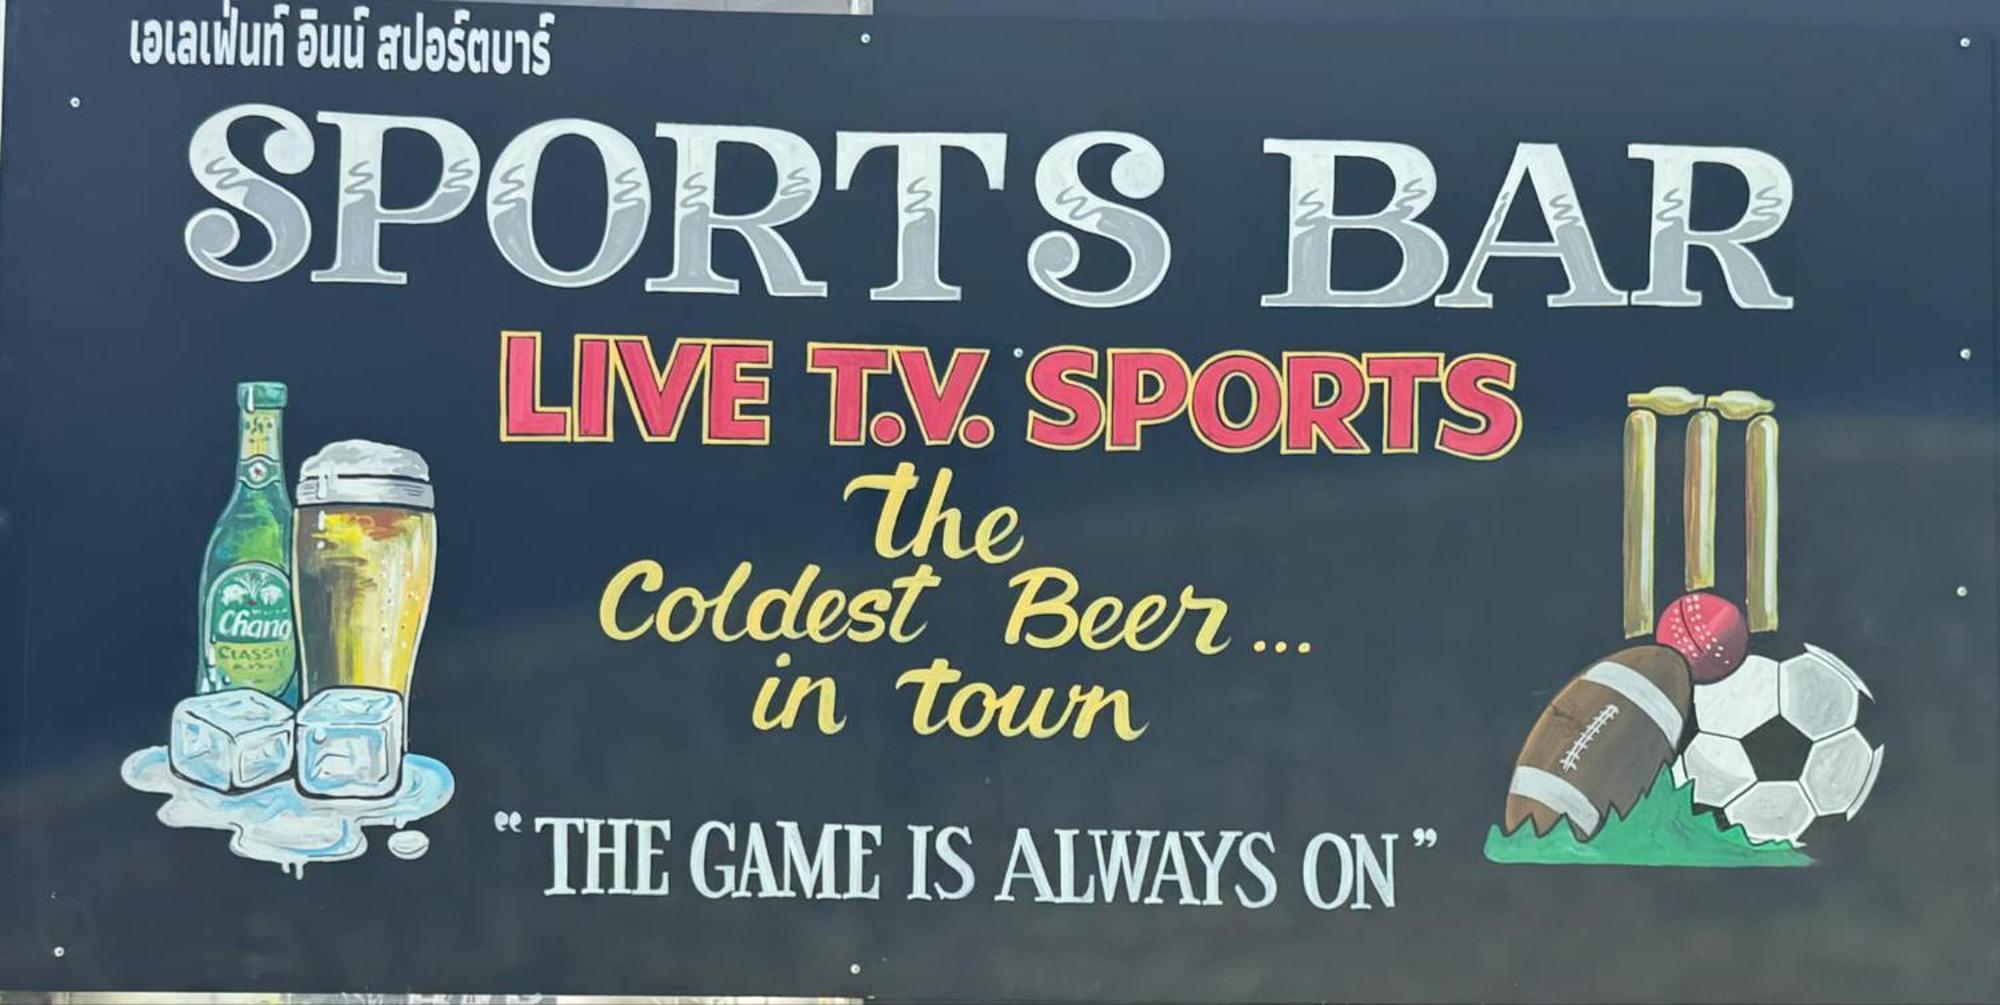 เอเลเฟ่นท์ อินน์ สปอร์ตบาร์
SPORTS BAR
LIVE T.V. SPORTS
the
Coldest Beer...
in town
Chang
CLASSIC
"THE GAME IS ALWAYS ON"